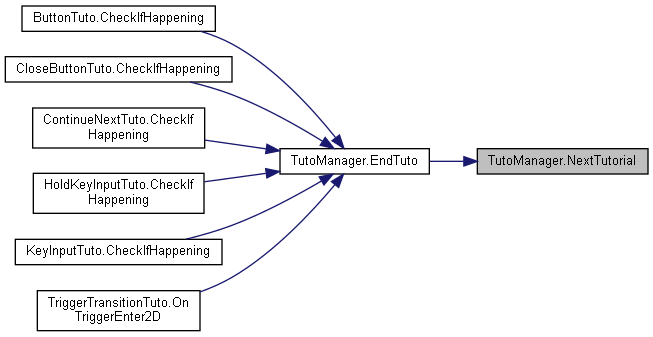 ButtonTuto.CheckIfHappening
CloseButtonTuto.CheckIfHappening
ContinueNextTuto.CheckIf
Happening
HoldKeyInputTuto.CheckIf
Happening
KeyInputTuto.CheckIfHappening
TriggerTransitionTuto.On
TriggerEnter2D
TutoManager.EndTuto
TutoManager.NextTutorial